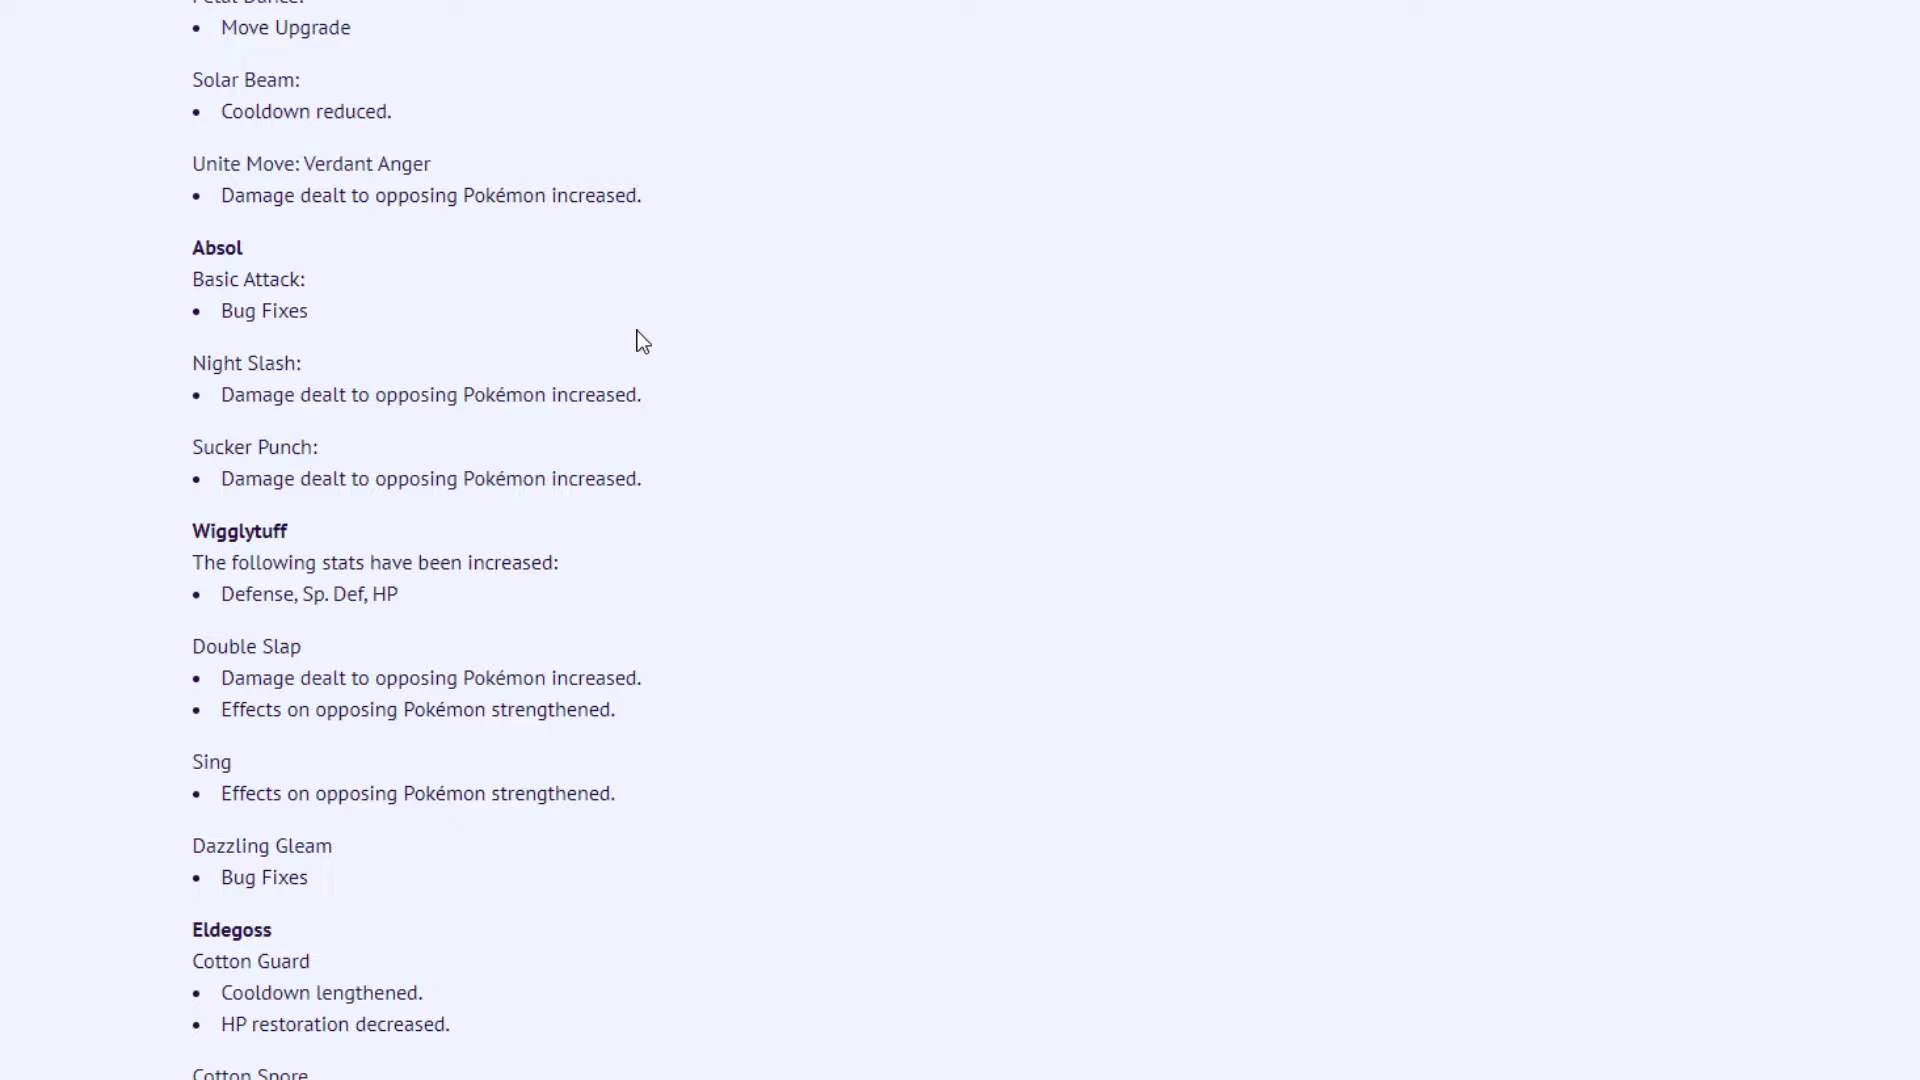 Petal Dance:
• Move Upgrade
Solar Beam:
• Cooldown reduced.
Unite Move: Verdant Anger
• Damage dealt to opposing Pokémon increased.
Absol
Basic Attack:
• Bug Fixes
Night Slash:
• Damage dealt to opposing Pokémon increased.
Sucker Punch:
• Damage dealt to opposing Pokémon increased.
Wigglytuff
The following stats have been increased:
• Defense, Sp. Def, HP
Double Slap
• Damage dealt to opposing Pokémon increased.
• Effects on opposing Pokémon strengthened.
Sing
• Effects on opposing Pokémon strengthened.
Dazzling Gleam
• Bug Fixes
Eldegoss
Cotton Guard
• Cooldown lengthened.
• HP restoration decreased.
Cotton Spore